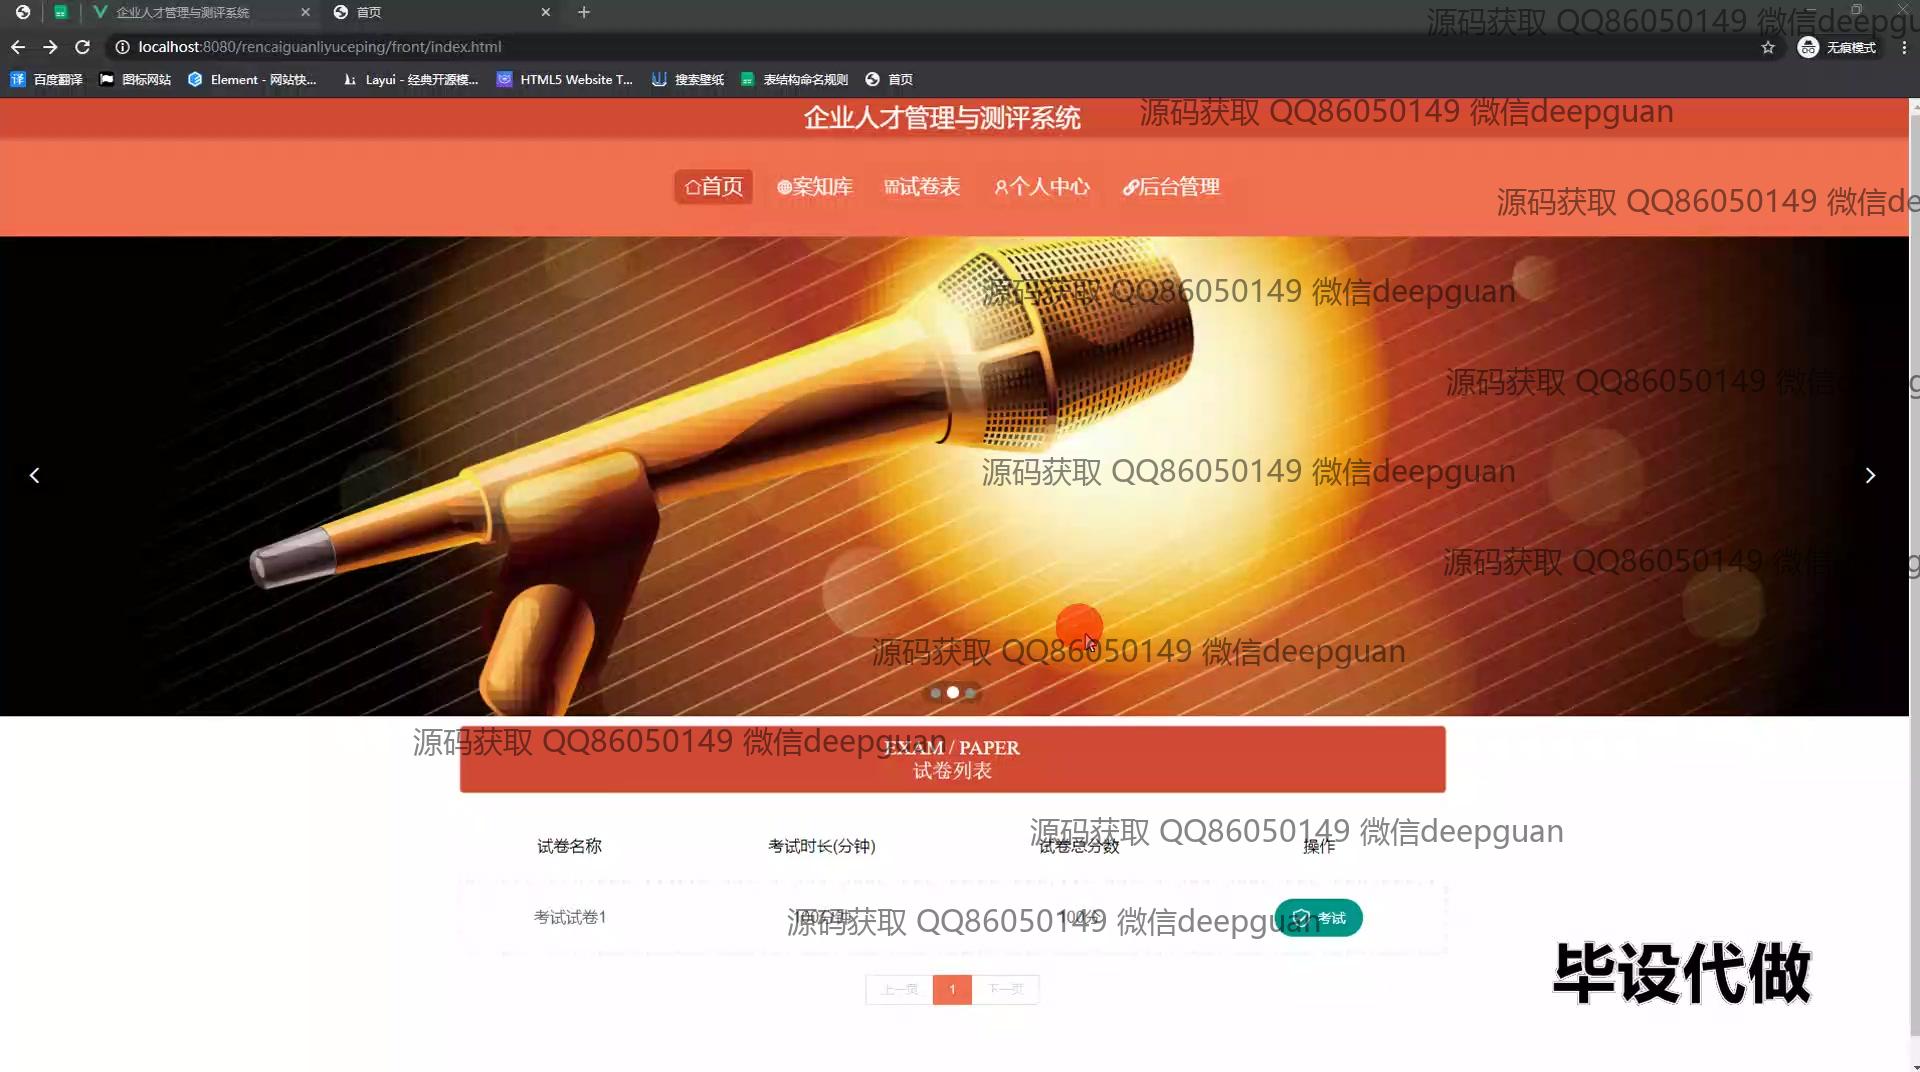 企业人才管理与测评系统
首页
源码获取 QQ86050149 微信deepgu
localhost:8080/rencaiguanliyuceping/front/index.html
无痕模式
百度翻译
图标网站
Element - 网站快...
Layui - 经典开源模...
HTML5 Website T...
搜索壁纸
表结构命名规则
首页
企业人才管理与测评系统
源码获取 QQ86050149 微信deepguan
首页
案知库
试卷表
个人中心
后台管理
源码获取 QQ86050149 微信de
源码获取 QQ86050149 微信deepguan
源码获取 QQ86050149 微信
源码获取 QQ86050149 微信deepguan
源码获取 QQ86050149 微信
源码获取 QQ86050149 微信deepguan
源码获取 QQ86050149 微信deepguan
EXAM / PAPER
试卷列表
源码获取 QQ86050149 微信deepguan
试卷名称
考试时长(分钟)
试卷总分数
操作
考试试卷1
源码获取 QQ86050149 微信deepguan
考试
毕设代做
上一页
1
下一页